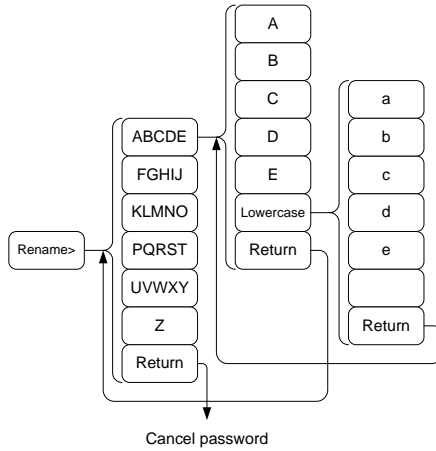 Rename>
ABCDE
FGHIJ
KLMNO
PQRST
UVWXY
Z
Return
A
B
C
D
E
Lowercase
Return
a
b
c
d
e
Return
Cancel password